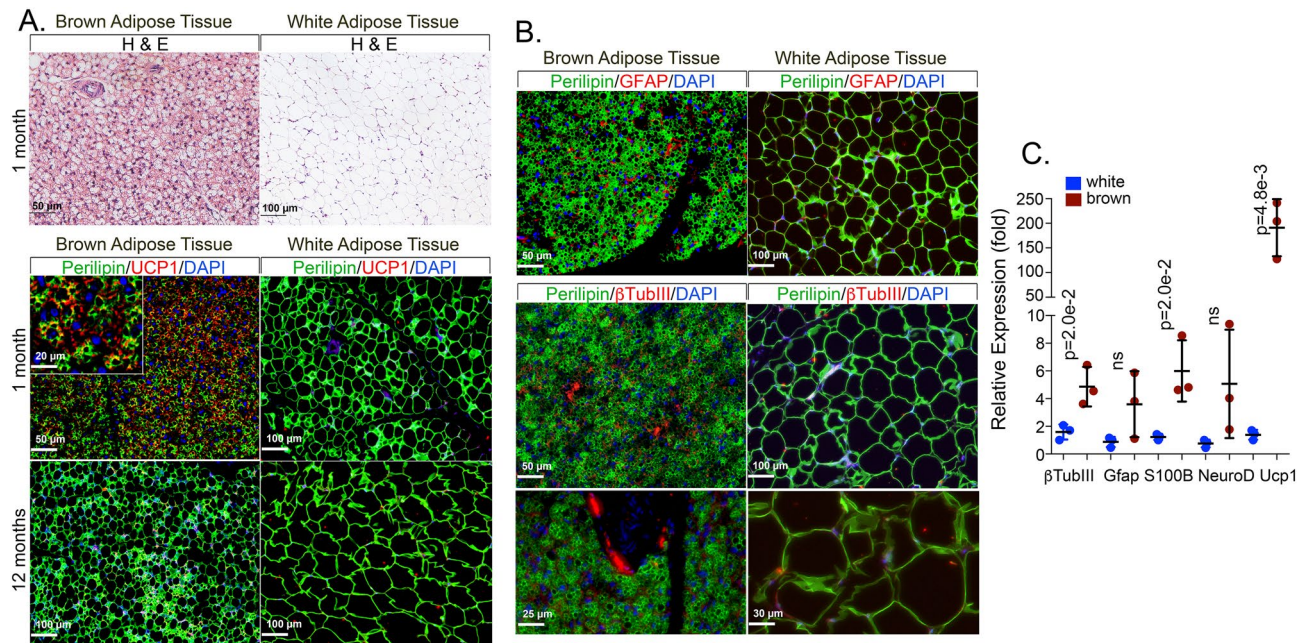 A.
Brown Adipose Tissue
White Adipose Tissue
H & E
H & E
1 month
50 µm
100 µm
Brown Adipose Tissue
White Adipose Tissue
Perilipin/UCP1/DAPI
Perilipin/UCP1/DAPI
1 month
20 µm
50 µm
100 µm
12 months
100 µm
100 µm
B.
Brown Adipose Tissue
White Adipose Tissue
Perilipin/GFAP/DAPI
Perilipin/GFAP/DAPI
50 µm
100 µm
Perilipin/βTubIII/DAPI
Perilipin/βTubIII/DAPI
50 µm
100 µm
25 µm
30 µm
C.
white
brown
Relative Expression (fold)
250
200
150
100
50
10
8
6
4
2
0
p=2.0e-2
ns
p=2.0e-2
ns
p=4.8e-3
βTubIII Gfap S100B NeuroD Ucp1